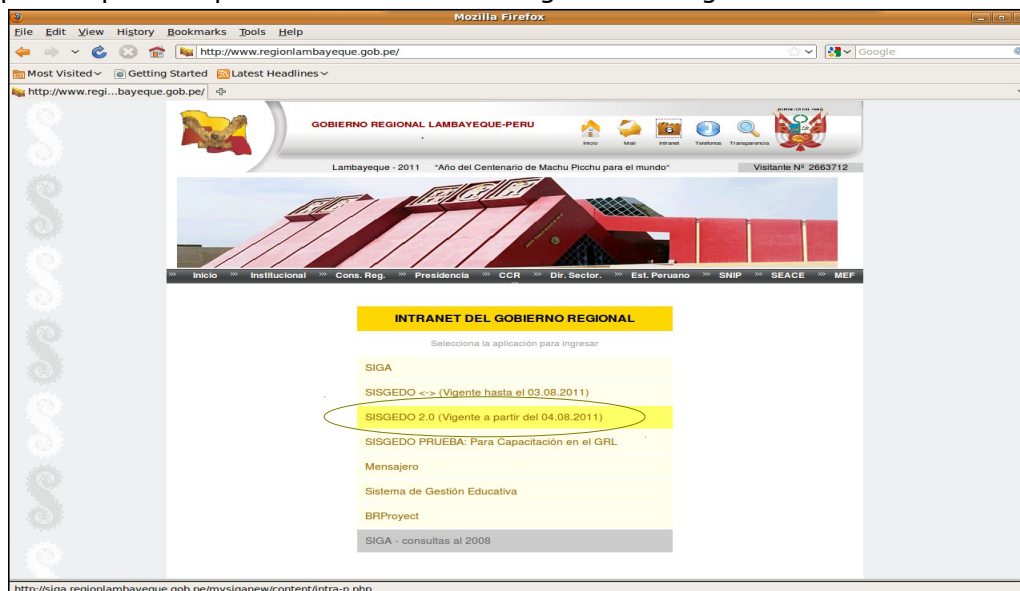 Mozilla Firefox
File Edit View History Bookmarks Tools Help
http://www.regionlambayeque.gob.pe/ Google
Most Visited Getting Started Latest Headlines
http://www.regi...bayeque.gob.pe/
GOBIERNO REGIONAL LAMBAYEQUE-PERU
Inicio Mail Intranet Teléfonos Transparencia
Lambayeque - 2011 "Año del Centenario de Machu Picchu para el mundo" Visitante Nº 2663712
Inicio Institucional Cons. Reg. Presidencia CCR Dir. Sector. Est. Peruano SNIP SEACE MEF
INTRANET DEL GOBIERNO REGIONAL
Selecciona la aplicación para ingresar
SIGA
SISGEDO <-> (Vigente hasta el 03.08.2011)
SISGEDO 2.0 (Vigente a partir del 04.08.2011)
SISGEDO PRUEBA: Para Capacitación en el GRL
Mensajero
Sistema de Gestión Educativa
BRProyect
SIGA - consultas al 2008
http://siga.regionlambayeque.gob.pe/mysiganew/content/intra-n.php